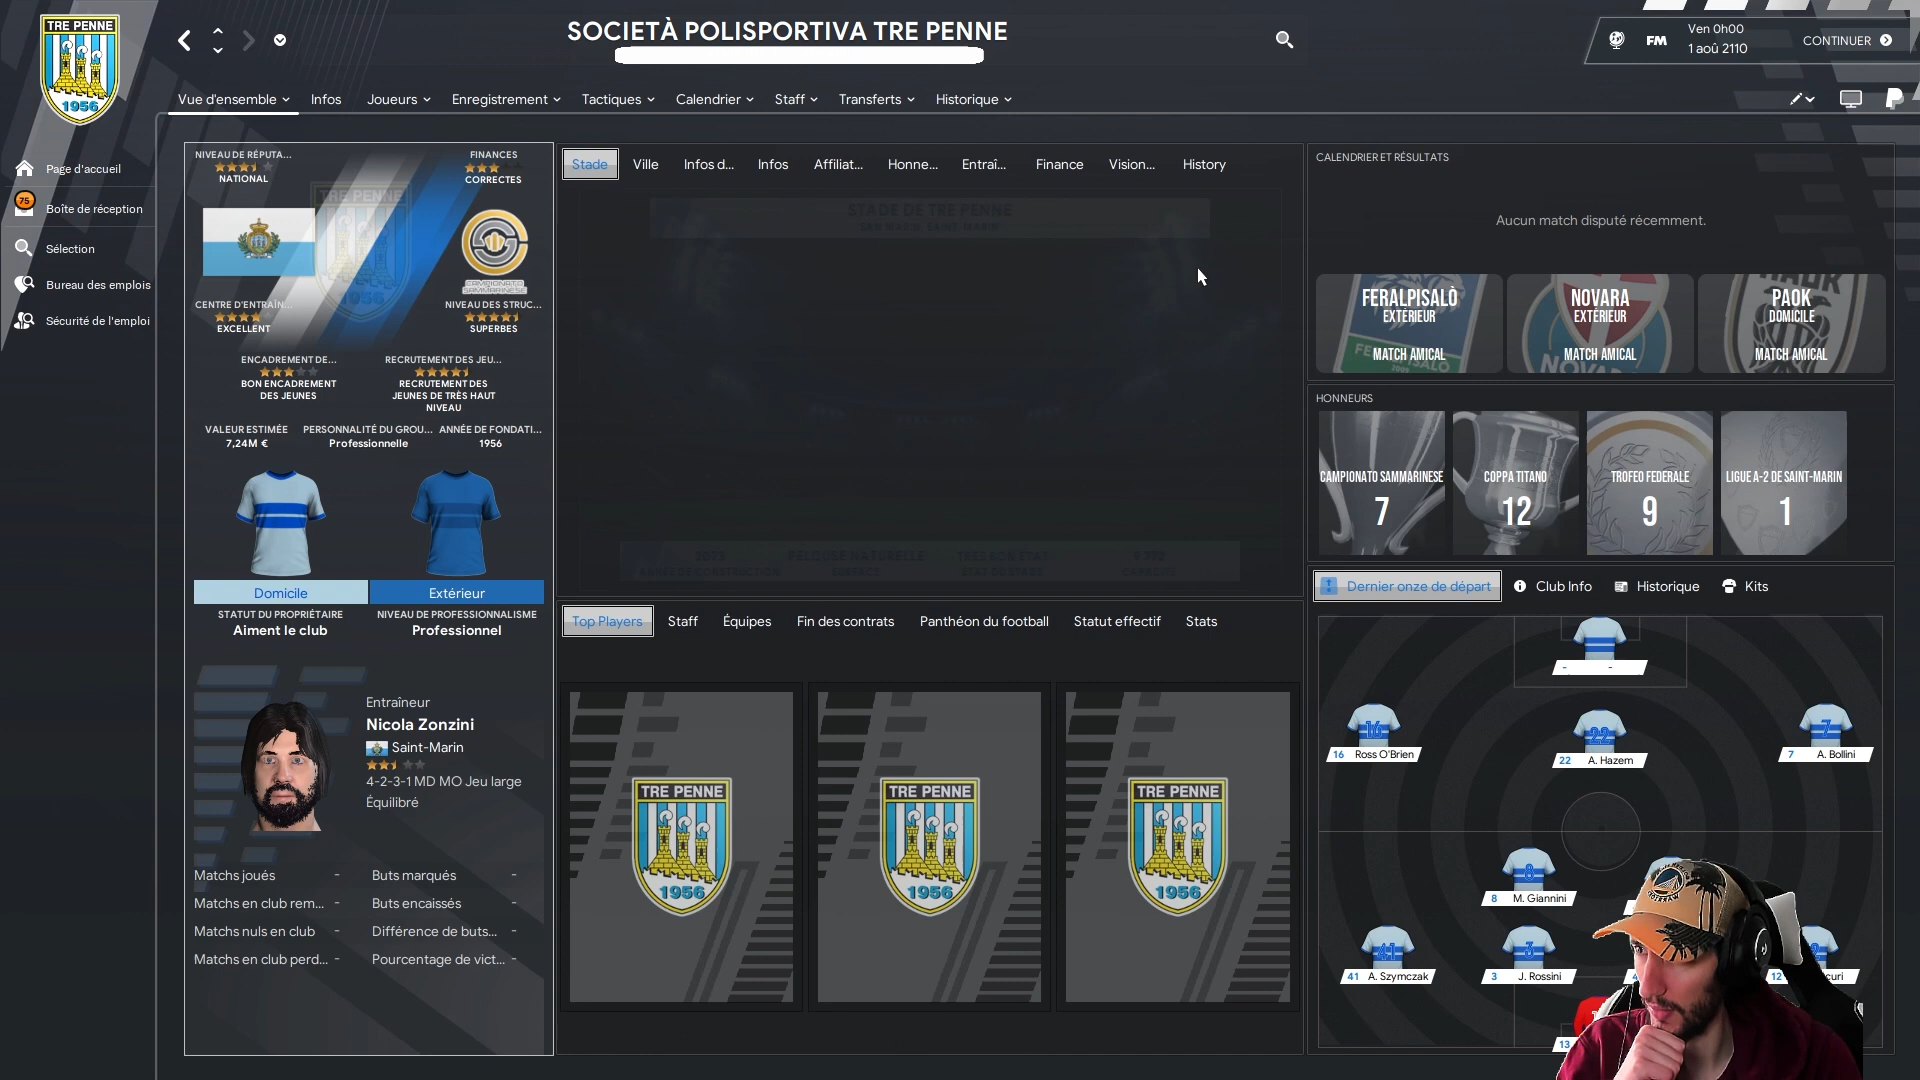 TRE PENNE
1956
SOCIETÀ POLISPORTIVA TRE PENNE
FM
Ven 0h00
1 aoû 2110
CONTINUER
Vue d'ensemble
Infos
Joueurs
Enregistrement
Tactiques
Calendrier
Staff
Transferts
Historique
Page d'accueil
75
Boîte de réception
Sélection
Bureau des emplois
Sécurité de l'emploi
NIVEAU DE RÉPUTA...
NATIONAL
FINANCES
CORRECTES
CENTRE D'ENTRAÎN...
EXCELLENT
CAMPIONATO
SAMMARINESE
NIVEAU DES STRUC...
SUPERBES
ENCADREMENT DE...
BON ENCADREMENT
DES JEUNES
RECRUTEMENT DES JEU...
RECRUTEMENT DES
JEUNES DE TRÈS HAUT
NIVEAU
VALEUR ESTIMÉE
7,24M €
PERSONNALITÉ DU GROU...
Professionnelle
ANNÉE DE FONDATI...
1956
Domicile
Extérieur
STATUT DU PROPRIÉTAIRE
Aiment le club
NIVEAU DE PROFESSIONNALISME
Professionnel
Entraîneur
Nicola Zonzini
Saint-Marin
4-2-3-1 MD MO Jeu large
Équilibré
Matchs joués -
Buts marqués -
Matchs en club rem... -
Buts encaissés -
Matchs nuls en club -
Différence de buts... -
Matchs en club perd... -
Pourcentage de vict... -
Stade
Ville
Infos d...
Infos
Affiliat...
Honne...
Entraî...
Finance
Vision...
History
STADE DE TRE PENNE
Top Players
Staff
Équipes
Fin des contrats
Panthéon du football
Statut effectif
Stats
TRE PENNE
1956
TRE PENNE
1956
TRE PENNE
1956
CALENDRIER ET RÉSULTATS
Aucun match disputé récemment.
FERALPISALÒ
EXTÉRIEUR
MATCH AMICAL
NOVARA
EXTÉRIEUR
MATCH AMICAL
PAOK
DOMICILE
MATCH AMICAL
HONNEURS
CAMPIONATO SAMMARINESE
7
COPPA TITANO
12
TROFEO FEDERALE
9
LIGUE A-2 DE SAINT-MARIN
1
Dernier onze de départ
Club Info
Historique
Kits
- -
16 Ross O'Brien
22 A. Hazem
7 A. Bollini
8 M. Giannini
41 A. Szymczak
3 J. Rossini
12
curi
13